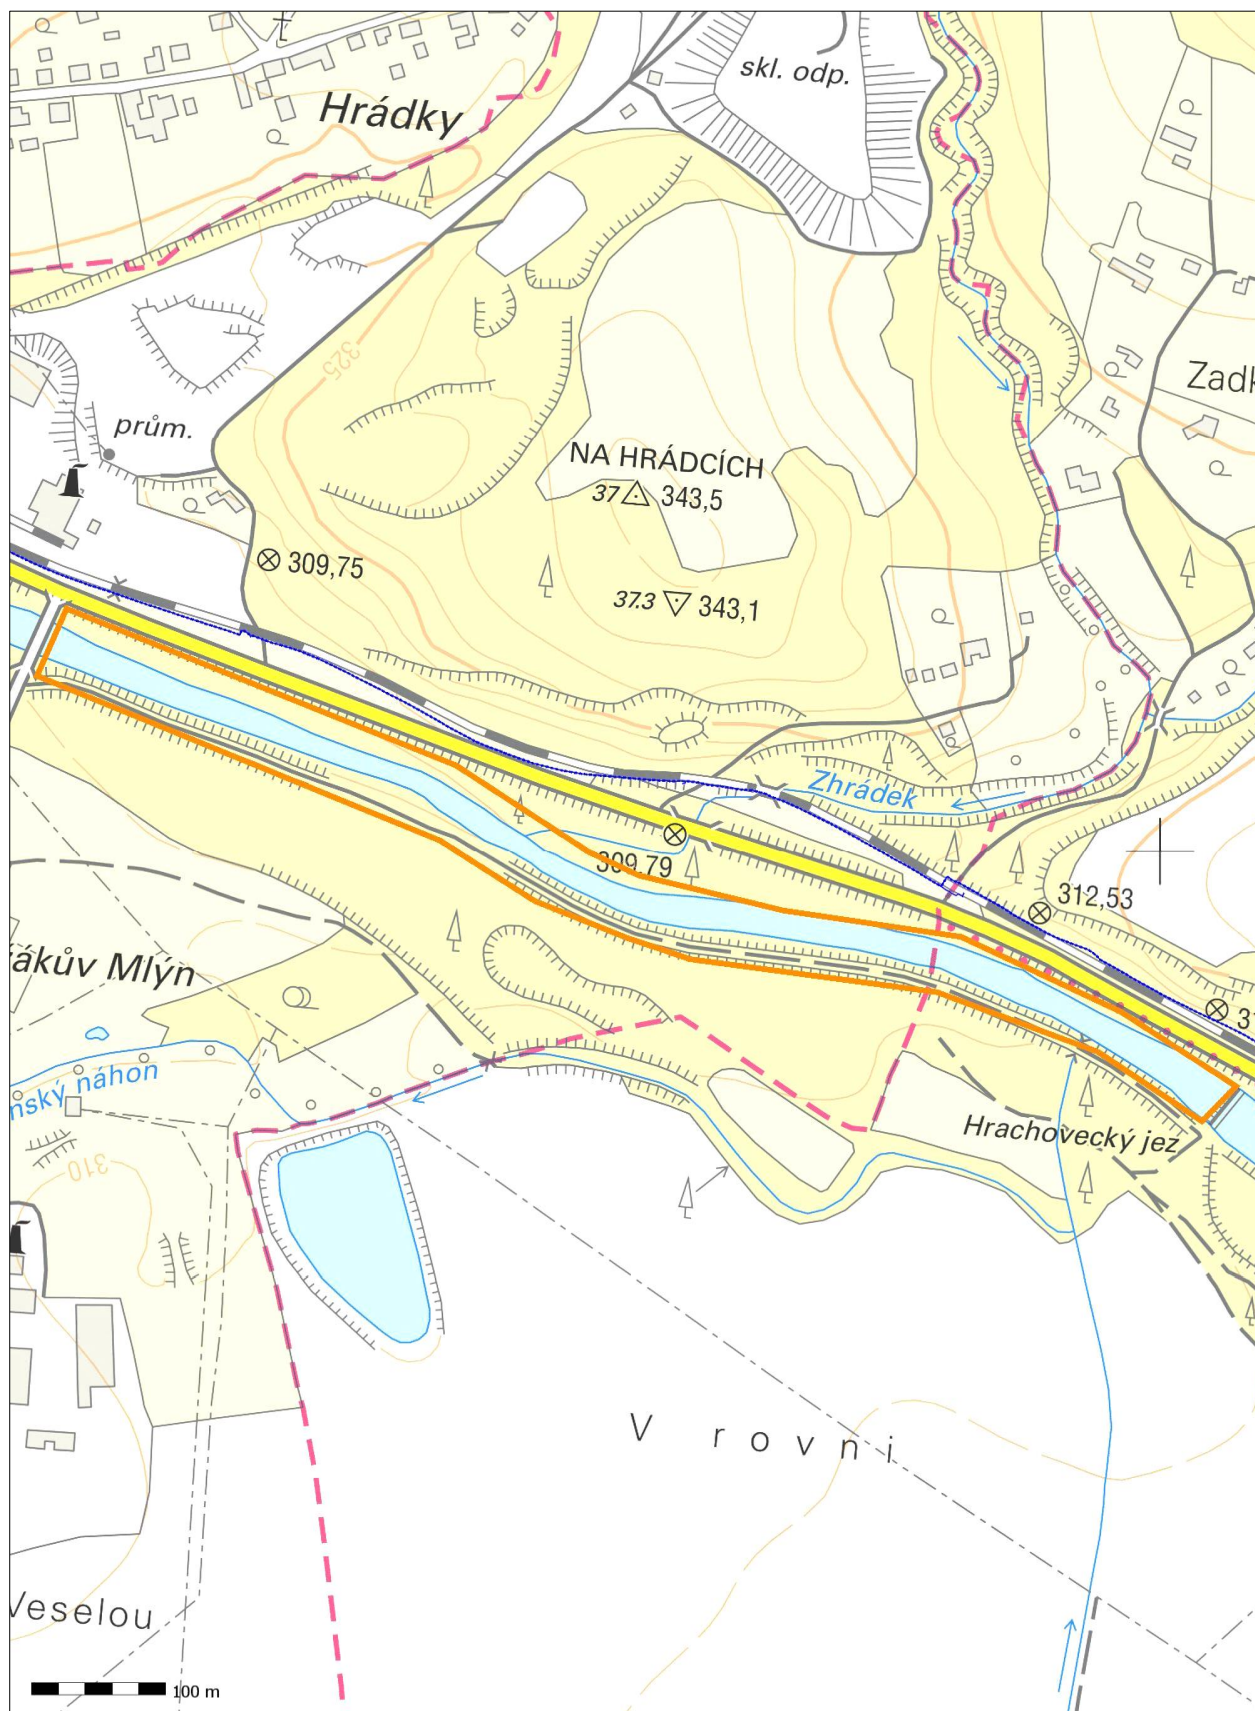 skl. odp.
Hrádky
325
Zadk
prům.
NA HRÁDCÍCH
37 343,5
309,75
37.3 343,1
Zhrádek
309,79
312,53
31
ákův Mlýn
nský náhon
Hrachovecký jez
310
V rovni
Veselou
100 m